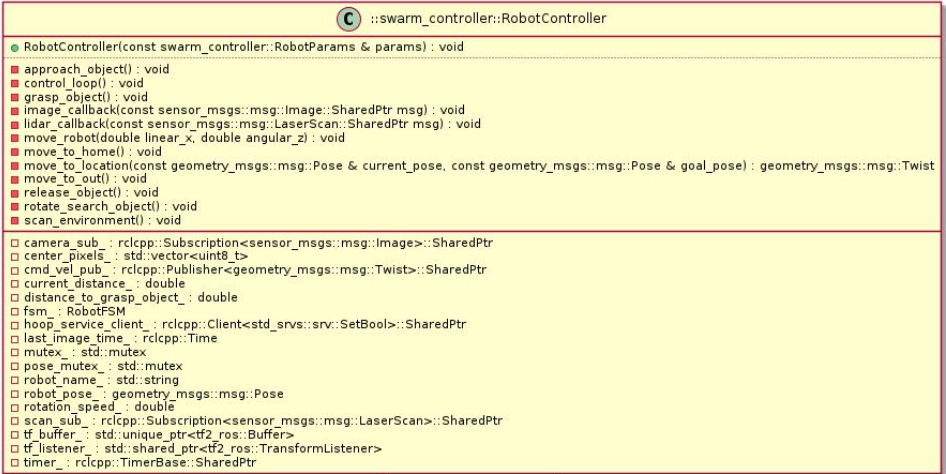 C ::swarm_controller::RobotController
RobotController(const swarm_controller::RobotParams & params) : void
approach_object() : void
control_loop() : void
grasp_object() : void
image_callback(const sensor_msgs::msg::Image::SharedPtr msg) : void
lidar_callback(const sensor_msgs::msg::LaserScan::SharedPtr msg) : void
move_robot(double linear_x, double angular_z) : void
move_to_home() : void
move_to_location(const geometry_msgs::msg::Pose & current_pose, const geometry_msgs::msg::Pose & goal_pose) : geometry_msgs::msg::Twist
move_to_out() : void
release_object() : void
rotate_search_object() : void
scan_environment() : void
camera_sub_ : rclcpp::Subscription<sensor_msgs::msg::Image>::SharedPtr
center_pixels_ : std::vector<uint8_t>
cmd_vel_pub_ : rclcpp::Publisher<geometry_msgs::msg::Twist>::SharedPtr
current_distance_ : double
distance_to_grasp_object_ : double
fsm_ : RobotFSM
hoop_service_client_ : rclcpp::Client<std_srvs::srv::SetBool>::SharedPtr
last_image_time_ : rclcpp::Time
mutex_ : std::mutex
pose_mutex_ : std::mutex
robot_name_ : std::string
robot_pose_ : geometry_msgs::msg::Pose
rotation_speed_ : double
scan_sub_ : rclcpp::Subscription<sensor_msgs::msg::LaserScan>::SharedPtr
tf_buffer_ : std::unique_ptr<tf2_ros::Buffer>
tf_listener_ : std::shared_ptr<tf2_ros::TransformListener>
timer_ : rclcpp::TimerBase::SharedPtr